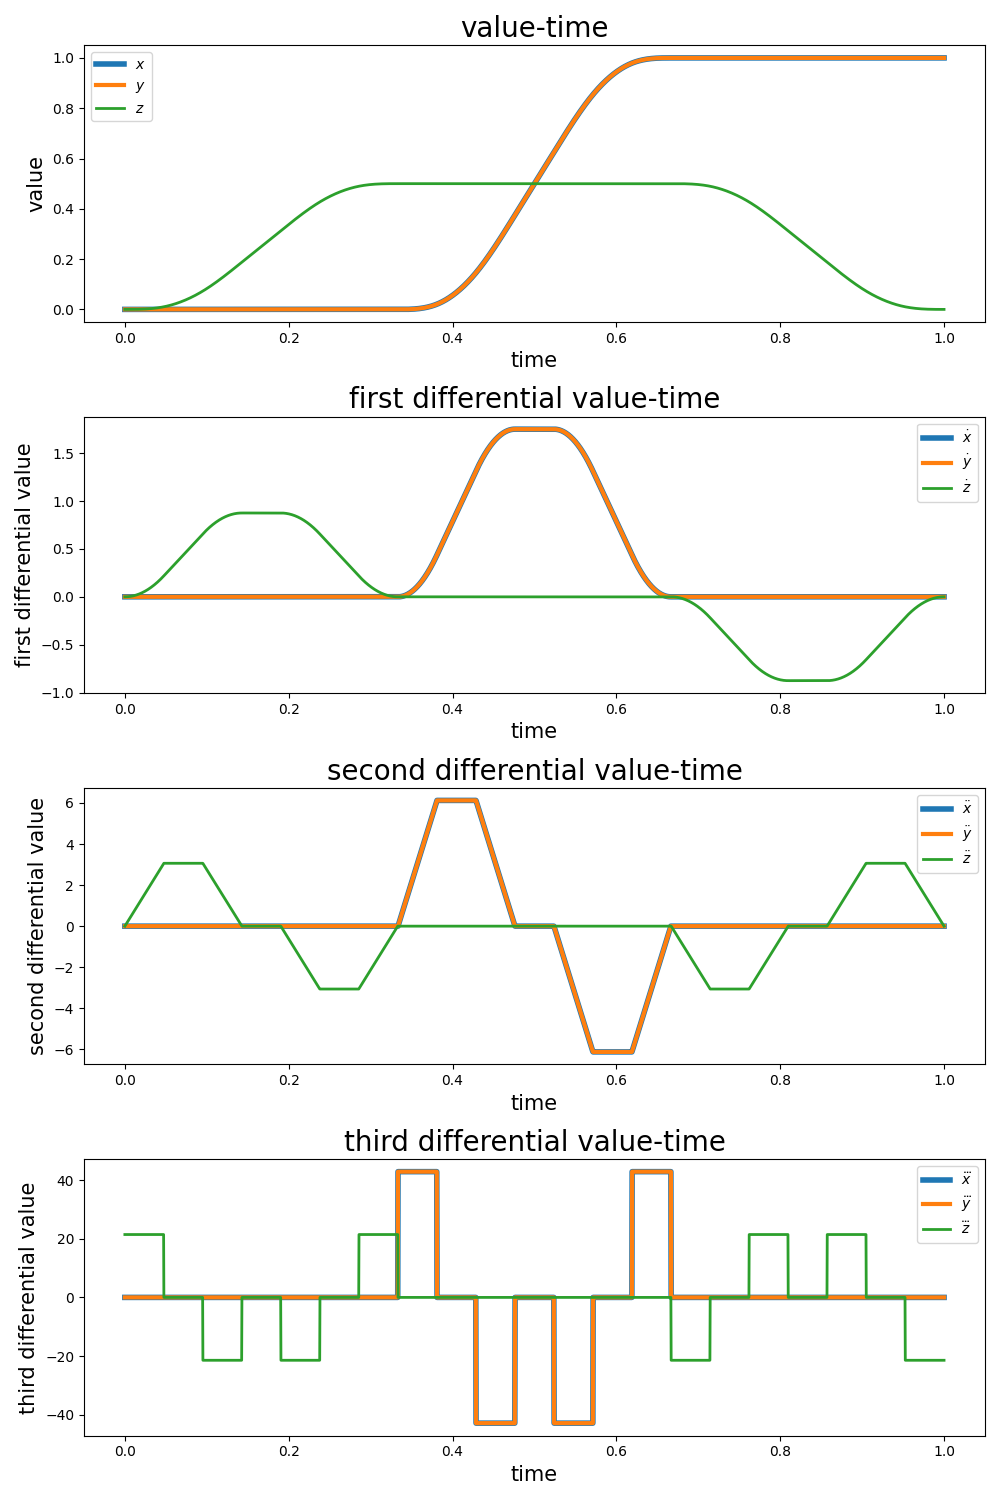 value-time
value
1.0
0.8
0.6
0.4
0.2
0.0
x
y
z
0.0 0.2 0.4 0.6 0.8 1.0
time
first differential value-time
first differential value
1.5
1.0
0.5
0.0
−0.5
−1.0
ẋ
ẏ
ż
0.0 0.2 0.4 0.6 0.8 1.0
time
second differential value-time
second differential value
6
4
2
0
−2
−4
−6
ẍ
ÿ
z̈
0.0 0.2 0.4 0.6 0.8 1.0
time
third differential value-time
third differential value
40
20
0
−20
−40
x⃛
y⃛
z⃛
0.0 0.2 0.4 0.6 0.8 1.0
time